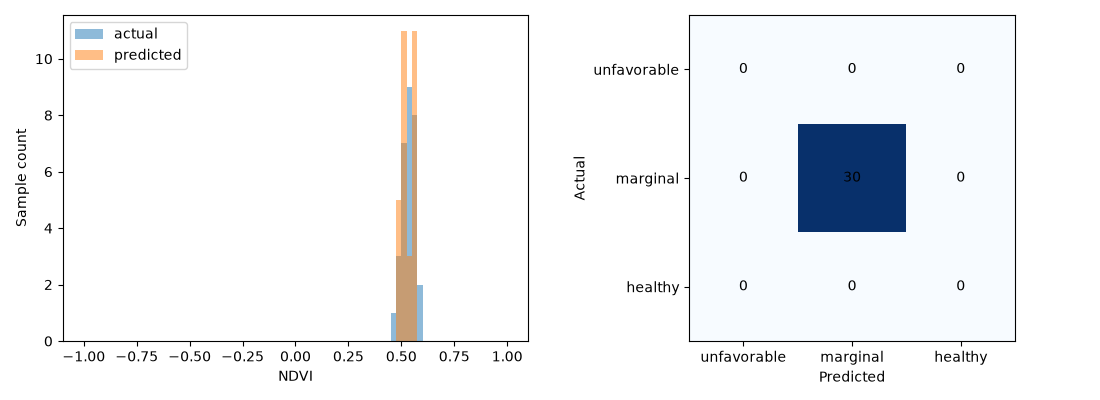 actual
predicted
10
8
6
4
2
0
Sample count
−1.00 −0.75 −0.50 −0.25 0.00 0.25 0.50 0.75 1.00
NDVI
unfavorable 0 0 0
marginal 0 30 0
healthy 0 0 0
Actual
unfavorable marginal healthy
Predicted